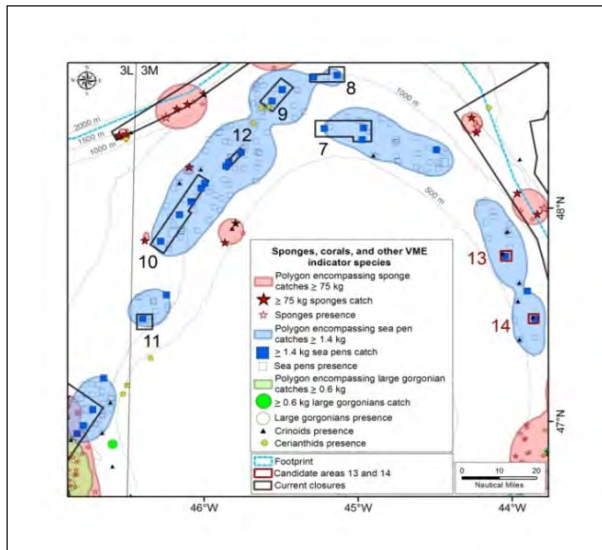 3L 3M
2000 m
1500 m
1000 m
1000 m
500 m
8
9
12
7
10
11
13
14
48°N
47°N
46°W
45°W
44°W
Sponges, corals, and other VME
indicator species
Polygon encompassing sponge
catches ≥ 75 kg
≥ 75 kg sponges catch
Sponges presence
Polygon encompassing sea pen
catches ≥ 1.4 kg
≥ 1.4 kg sea pens catch
Sea pens presence
Polygon encompassing large gorgonian
catches ≥ 0.6 kg
≥ 0.6 kg large gorgonians catch
Large gorgonians presence
Crinoids presence
Cerianthids presence
Footprint
Candidate areas 13 and 14
Current closures
0 10 20
Nautical Miles